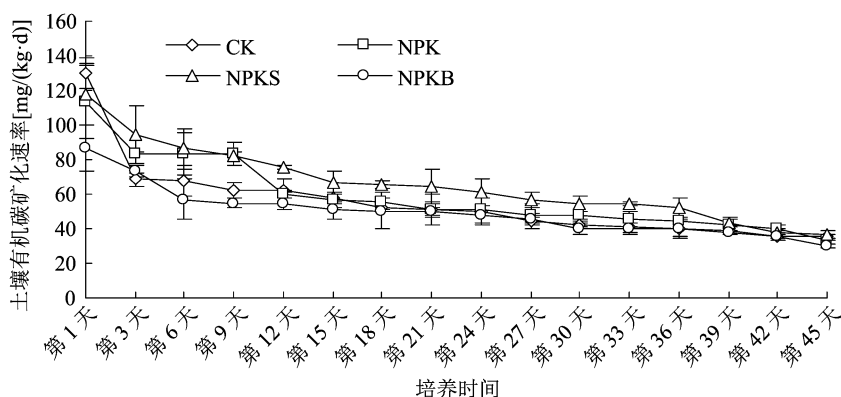 160
140
120
100
80
60
40
20
0
土壤有机碳矿化速率[mg/(kg·d)]
CK
NPK
NPKS
NPKB
第 1 天
第 3 天
第 6 天
第 9 天
第 12 天
第 15 天
第 18 天
第 21 天
第 24 天
第 27 天
第 30 天
第 33 天
第 36 天
第 39 天
第 42 天
第 45 天
培养时间